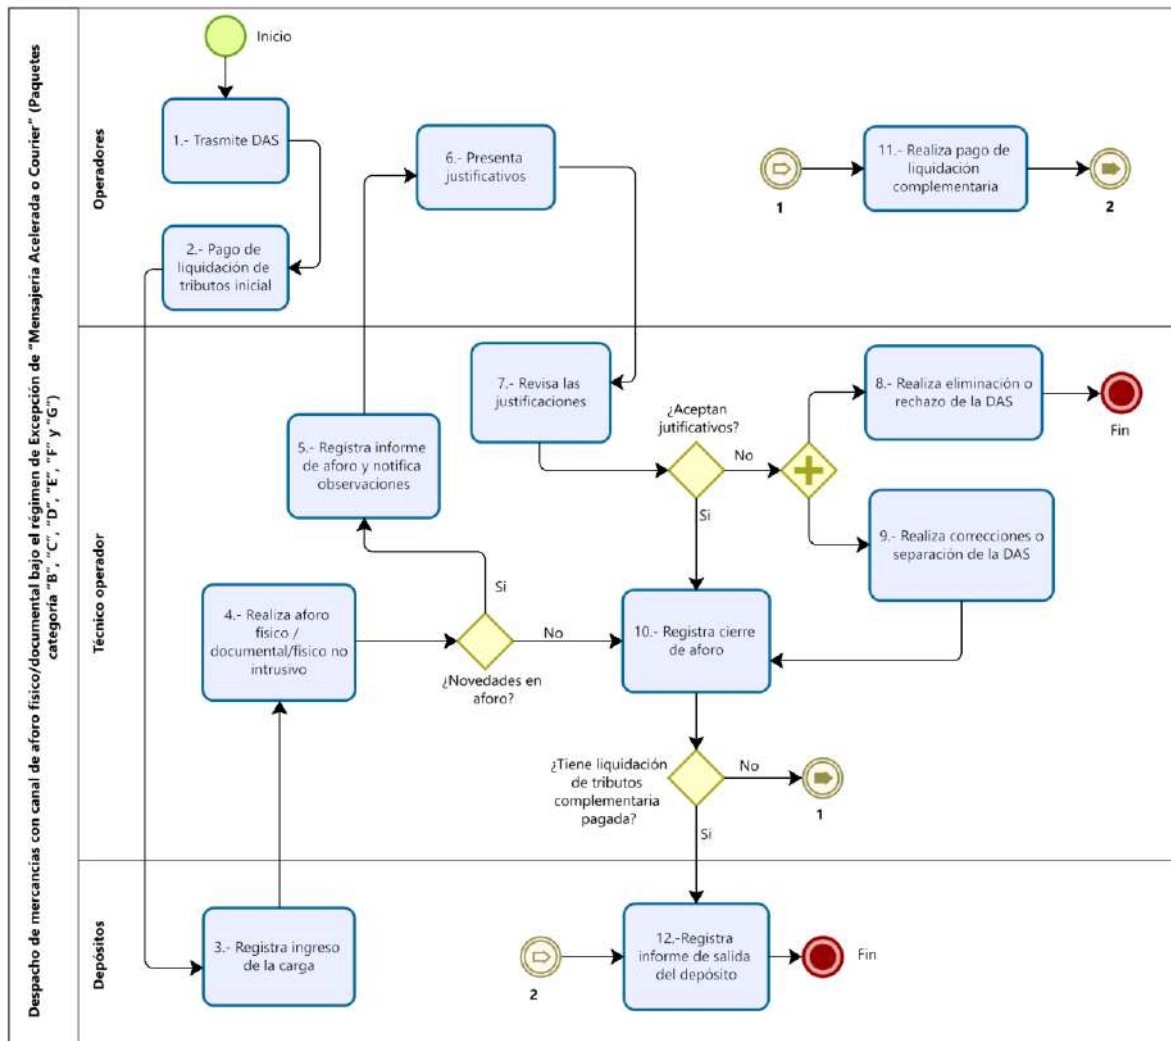 Despacho de mercancías con canal de aforo físico/documental bajo el régimen de Excepción de "Mensajería Acelerada o Courier" (Paquetes
categoría "B", "C", "D", "E", "F" y "G")
Operadores
Inicio
1.- Trasmite DAS
2.- Pago de
liquidación de
tributos inicial
6.- Presenta
justificativos
1
11.- Realiza pago de
liquidación
complementaria
2
Técnico operador
7.- Revisa las
justificaciones
¿Aceptan
jutificativos?
No
Si
8.- Realiza eliminación o
rechazo de la DAS
Fin
9.- Realiza correcciones o
separación de la DAS
5.- Registra informe
de aforo y notifica
observaciones
Si
4.- Realiza aforo
físico /
documental/físico no
intrusivo
¿Novedades en
aforo?
No
10.- Registra cierre
de aforo
¿Tiene liquidación
de tributos
complementaria
pagada?
No
1
Si
Depósitos
3.- Registra ingreso
de la carga
2
12.-Registra
informe de salida
del depósito
Fin